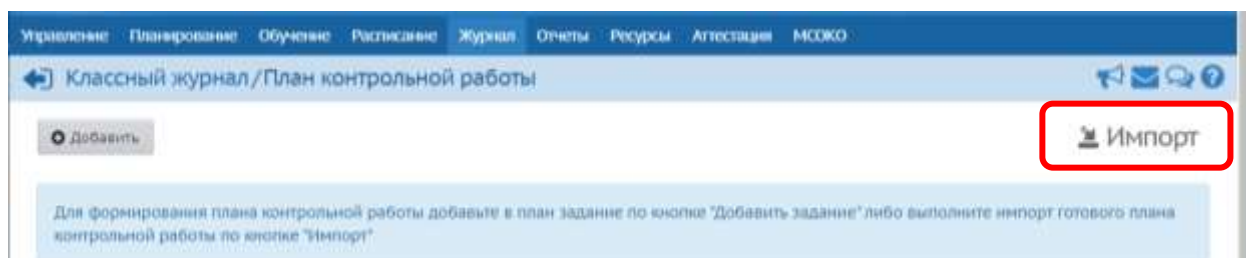 Управление Планирование Обучение Расписание Журнал Отчеты Ресурсы Аттестация МСОКО
Классный журнал/План контрольной работы
Добавить
Импорт
Для формирования плана контрольной работы добавьте в план задание по кнопке "Добавить задание" либо выполните импорт готового плана
контрольной работы по кнопке "Импорт"